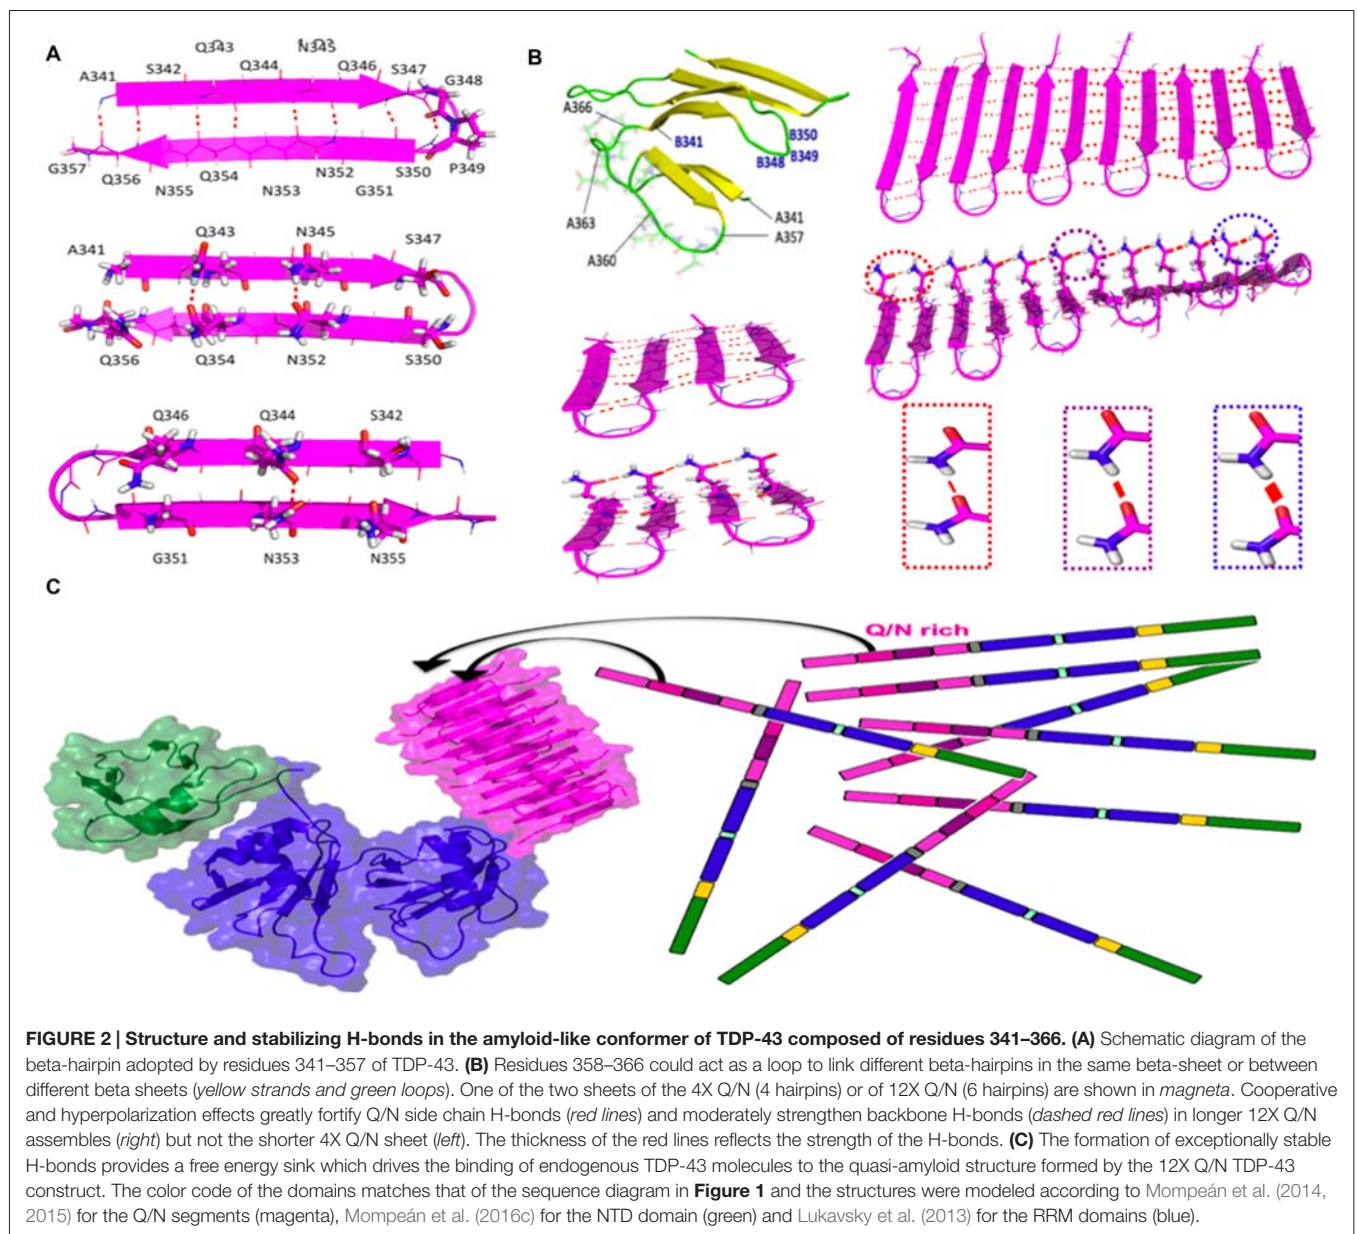 A
Q343
N345
A341
S342
Q344
Q346
S347
G348
G357
Q356
N355
Q354
N353
N352
G351
S350
P349
A341
Q343
N345
S347
Q356
Q354
N352
S350
Q346
Q344
S342
G351
N353
N355
B
A366
B341
B350
B348
B349
A363
A341
A357
A360
C
Q/N rich
FIGURE 2 | Structure and stabilizing H-bonds in the amyloid-like conformer of TDP-43 composed of residues 341–366. (A) Schematic diagram of the
beta-hairpin adopted by residues 341–357 of TDP-43. (B) Residues 358–366 could act as a loop to link different beta-hairpins in the same beta-sheet or between
different beta sheets (yellow strands and green loops). One of the two sheets of the 4X Q/N (4 hairpins) or of 12X Q/N (6 hairpins) are shown in magneta. Cooperative
and hyperpolarization effects greatly fortify Q/N side chain H-bonds (red lines) and moderately strengthen backbone H-bonds (dashed red lines) in longer 12X Q/N
assembles (right) but not the shorter 4X Q/N sheet (left). The thickness of the red lines reflects the strength of the H-bonds. (C) The formation of exceptionally stable
H-bonds provides a free energy sink which drives the binding of endogenous TDP-43 molecules to the quasi-amyloid structure formed by the 12X Q/N TDP-43
construct. The color code of the domains matches that of the sequence diagram in Figure 1 and the structures were modeled according to Mompeán et al. (2014,
2015) for the Q/N segments (magenta), Mompeán et al. (2016c) for the NTD domain (green) and Lukavsky et al. (2013) for the RRM domains (blue).